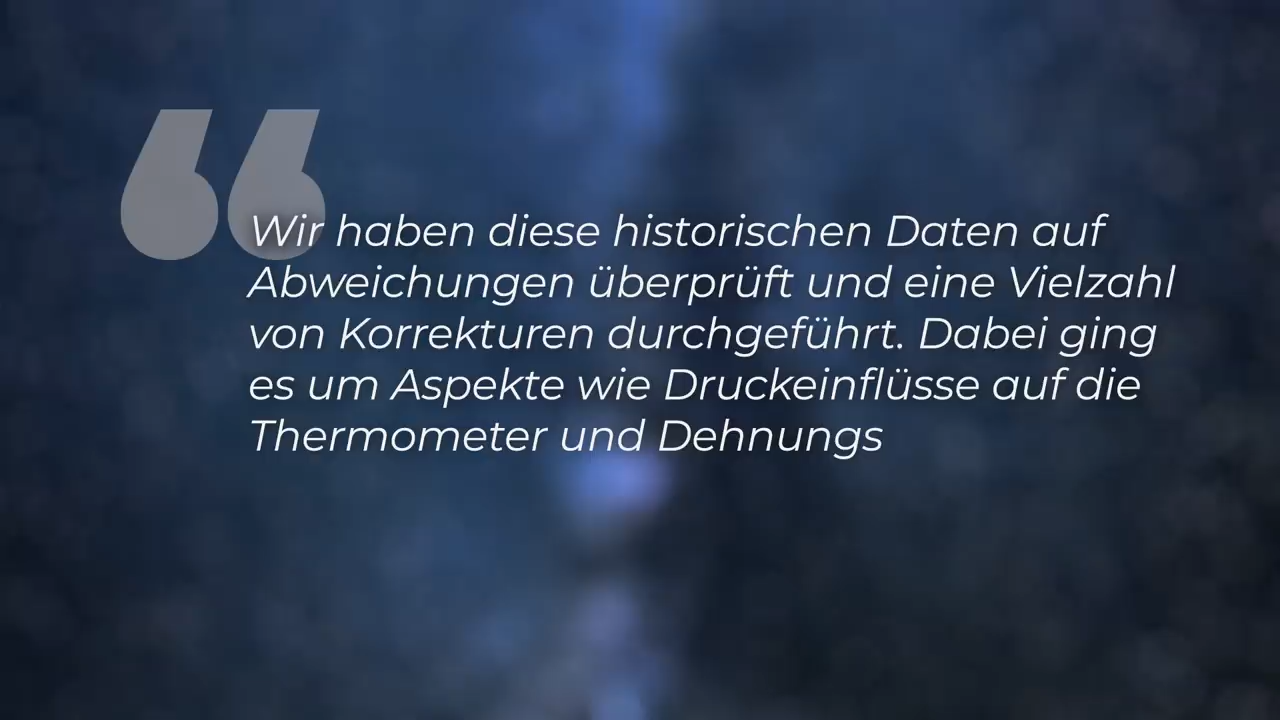 “
Wir haben diese historischen Daten auf
Abweichungen überprüft und eine Vielzahl
von Korrekturen durchgeführt. Dabei ging
es um Aspekte wie Druckeinflüsse auf die
Thermometer und Dehnungs